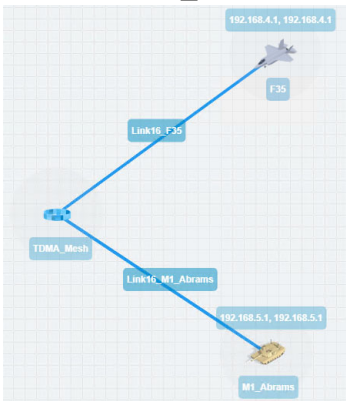 192.168.4.1, 192.168.4.1
F35
Link16_F35
TDMA_Mesh
Link16_M1_Abrams
192.168.5.1, 192.168.5.1
M1_Abrams